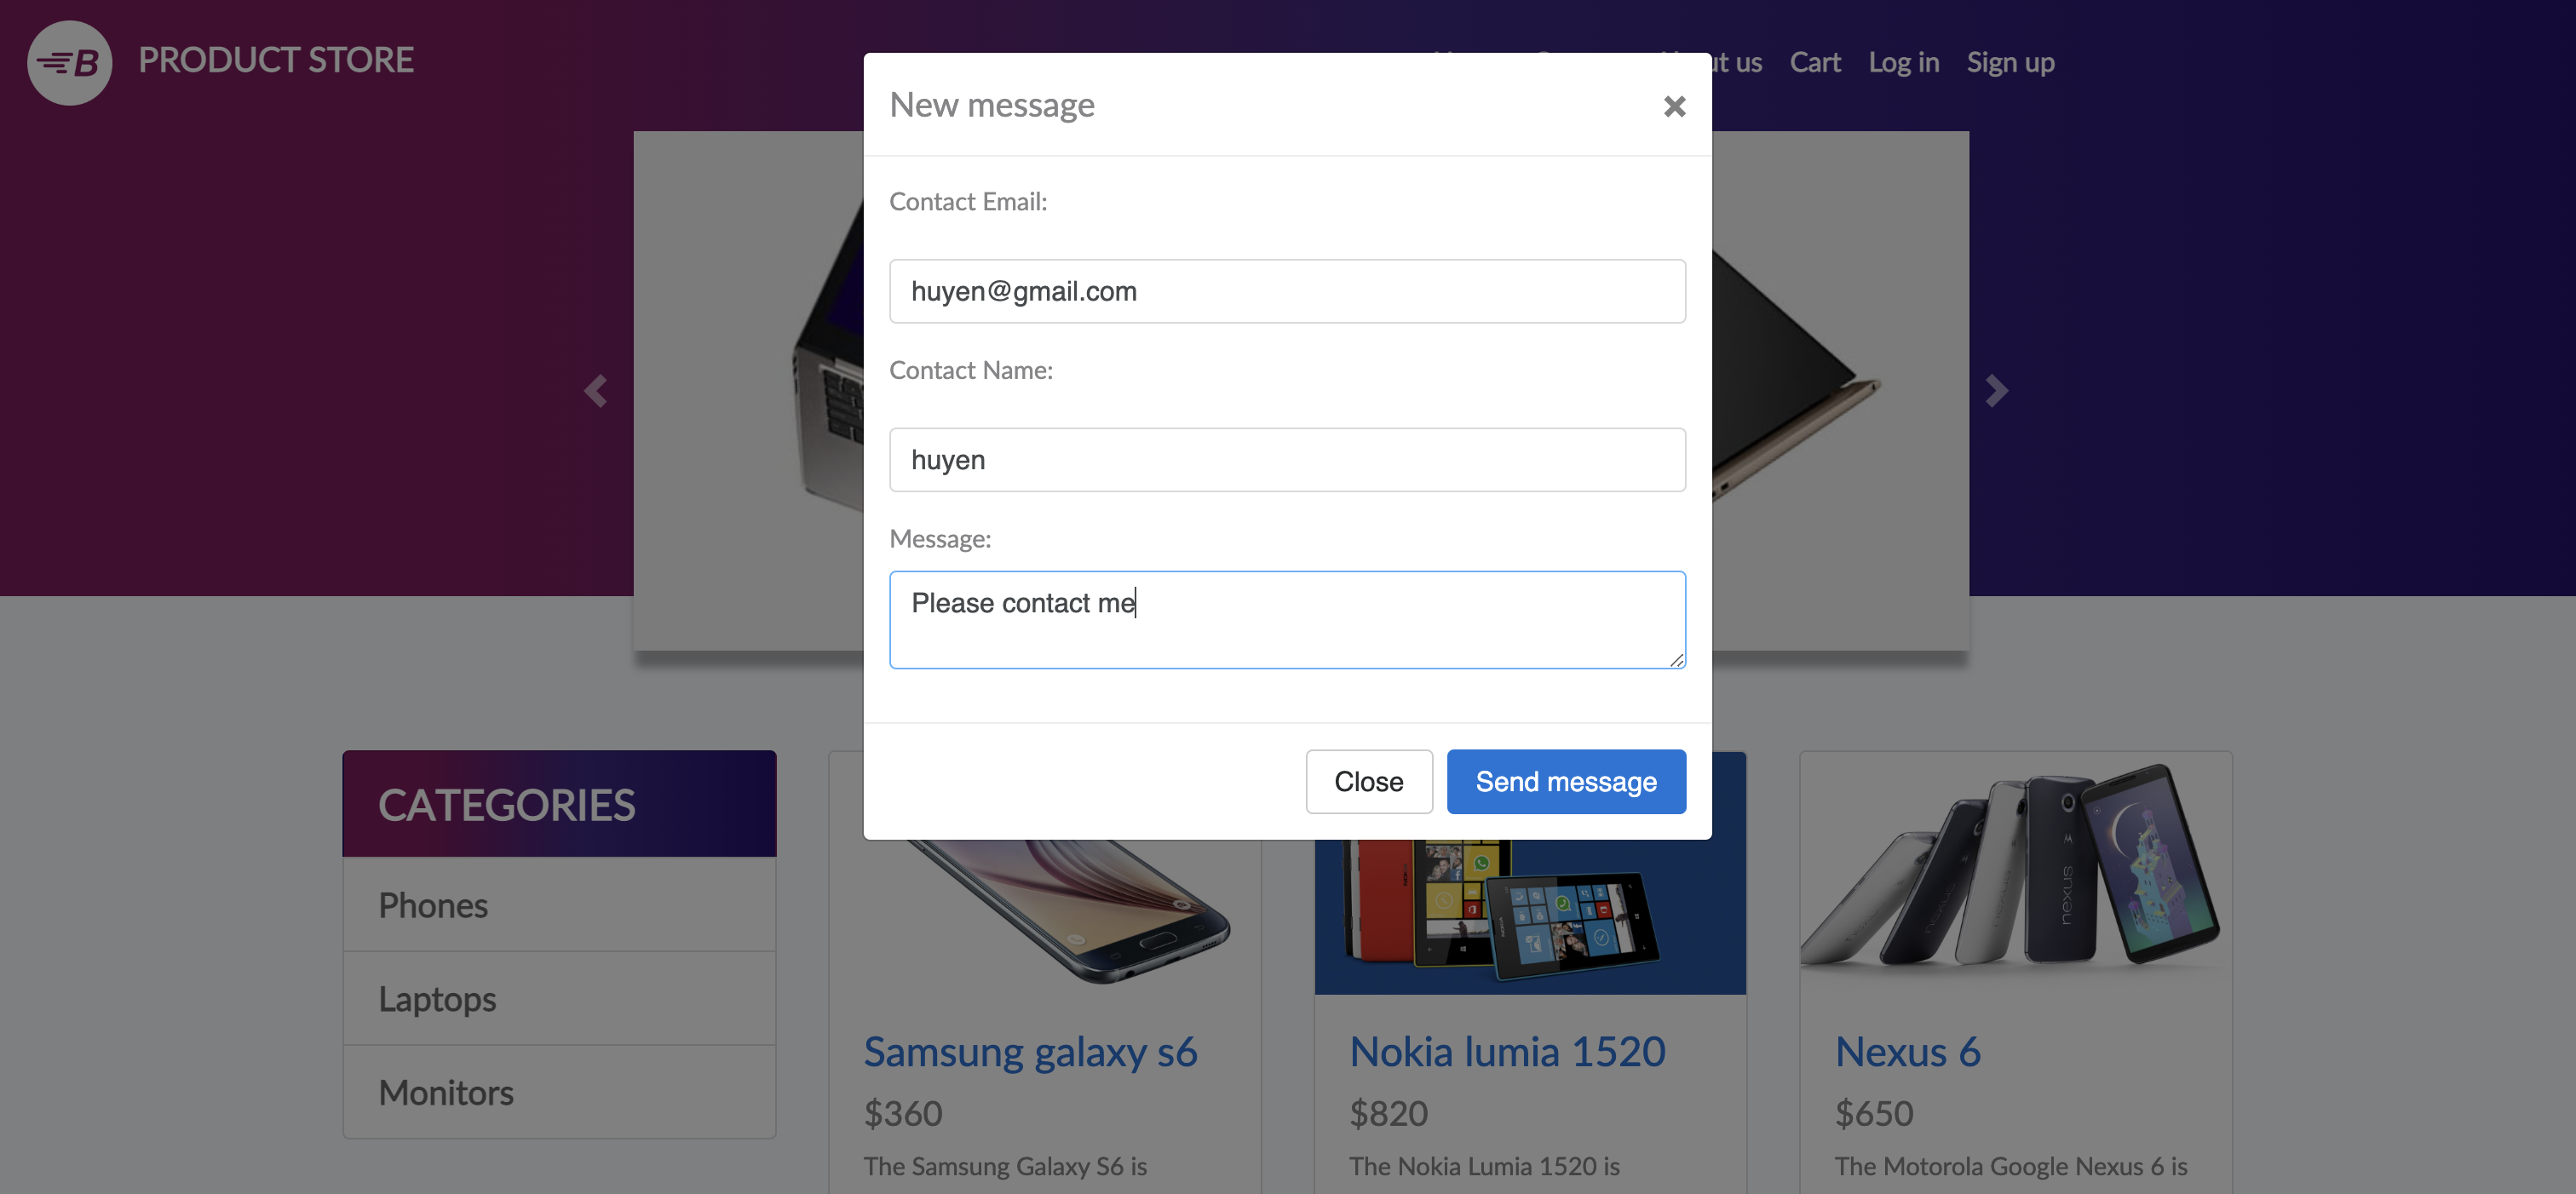 B PRODUCT STORE
ut us Cart Log in Sign up
New message
Contact Email:
huyen@gmail.com
Contact Name:
huyen
Message:
Please contact me
Close Send message
CATEGORIES
Phones
Laptops
Monitors
Samsung galaxy s6
$360
The Samsung Galaxy S6 is
Nokia lumia 1520
$820
The Nokia Lumia 1520 is
nexus
Nexus 6
$650
The Motorola Google Nexus 6 is